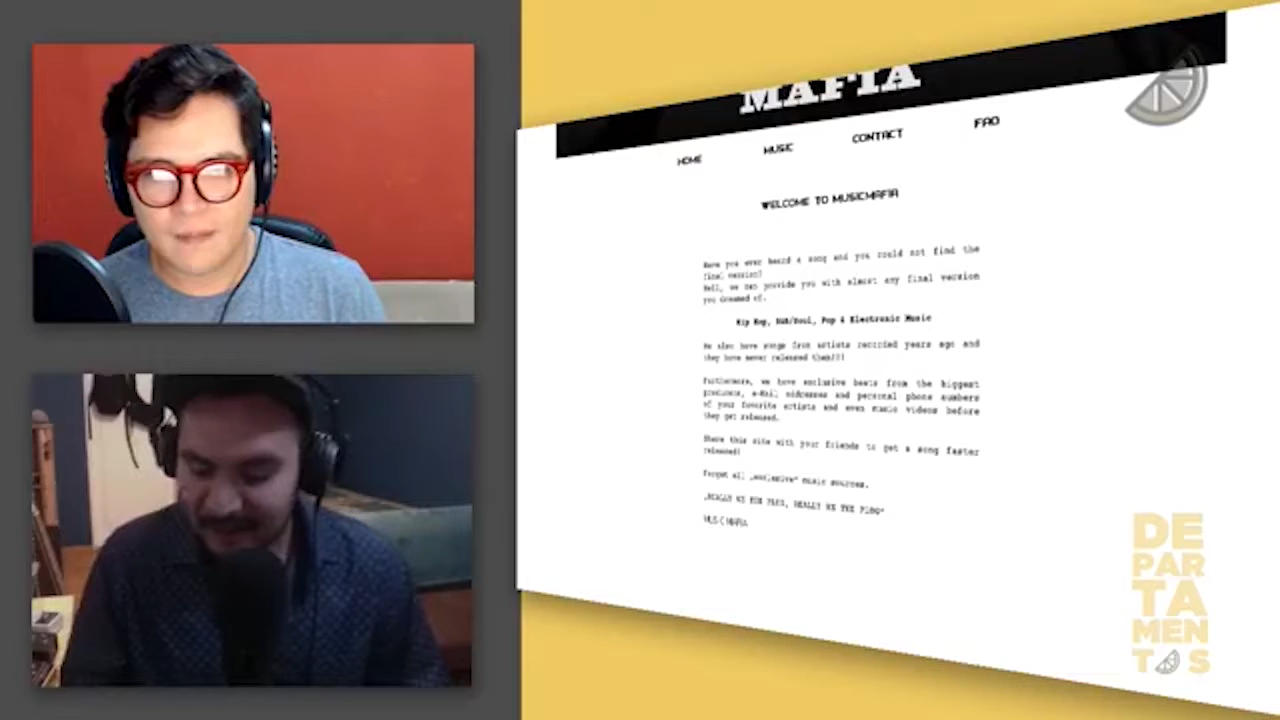 MAFIA
HOME MUSIC CONTACT FAQ
WELCOME TO MUSICMAFIA
Have you ever heard a song and you could not find the
final version?
Well, we can provide you with almost any final version
you dreamed of.
Hip Hop, RnB/Soul, Pop & Electronic Music
We also have songs from artists recorded years ago and
they have never released them!!!
Furthermore, we have exclusive beats from the biggest
producers, e-Mail addresses and personal phone numbers
of your favorite artists and even music videos before
they get released.
Share this site with your friends to get a song faster
released!
Forget all „exclusive“ music sources.
MUSIC MAFIA
DE
PAR
TA
MEN
TOS